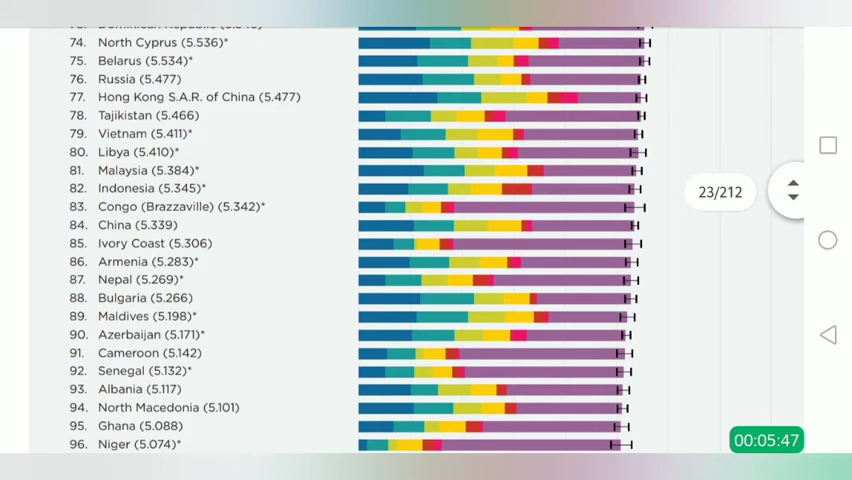 74. North Cyprus (5.536)*
75. Belarus (5.534)*
76. Russia (5.477)
77. Hong Kong S.A.R. of China (5.477)
78. Tajikistan (5.466)
79. Vietnam (5.411)*
80. Libya (5.410)*
81. Malaysia (5.384)*
82. Indonesia (5.345)*
83. Congo (Brazzaville) (5.342)*
84. China (5.339)
85. Ivory Coast (5.306)
86. Armenia (5.283)*
87. Nepal (5.269)*
88. Bulgaria (5.266)
89. Maldives (5.198)*
90. Azerbaijan (5.171)*
91. Cameroon (5.142)
92. Senegal (5.132)*
93. Albania (5.117)
94. North Macedonia (5.101)
95. Ghana (5.088)
96. Niger (5.074)*
23/212
00:05:47